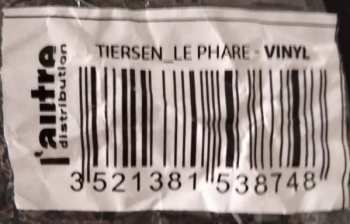 TIERSEN_LE PHARE - VINYL
l'autre
distribution
3 521381 538748